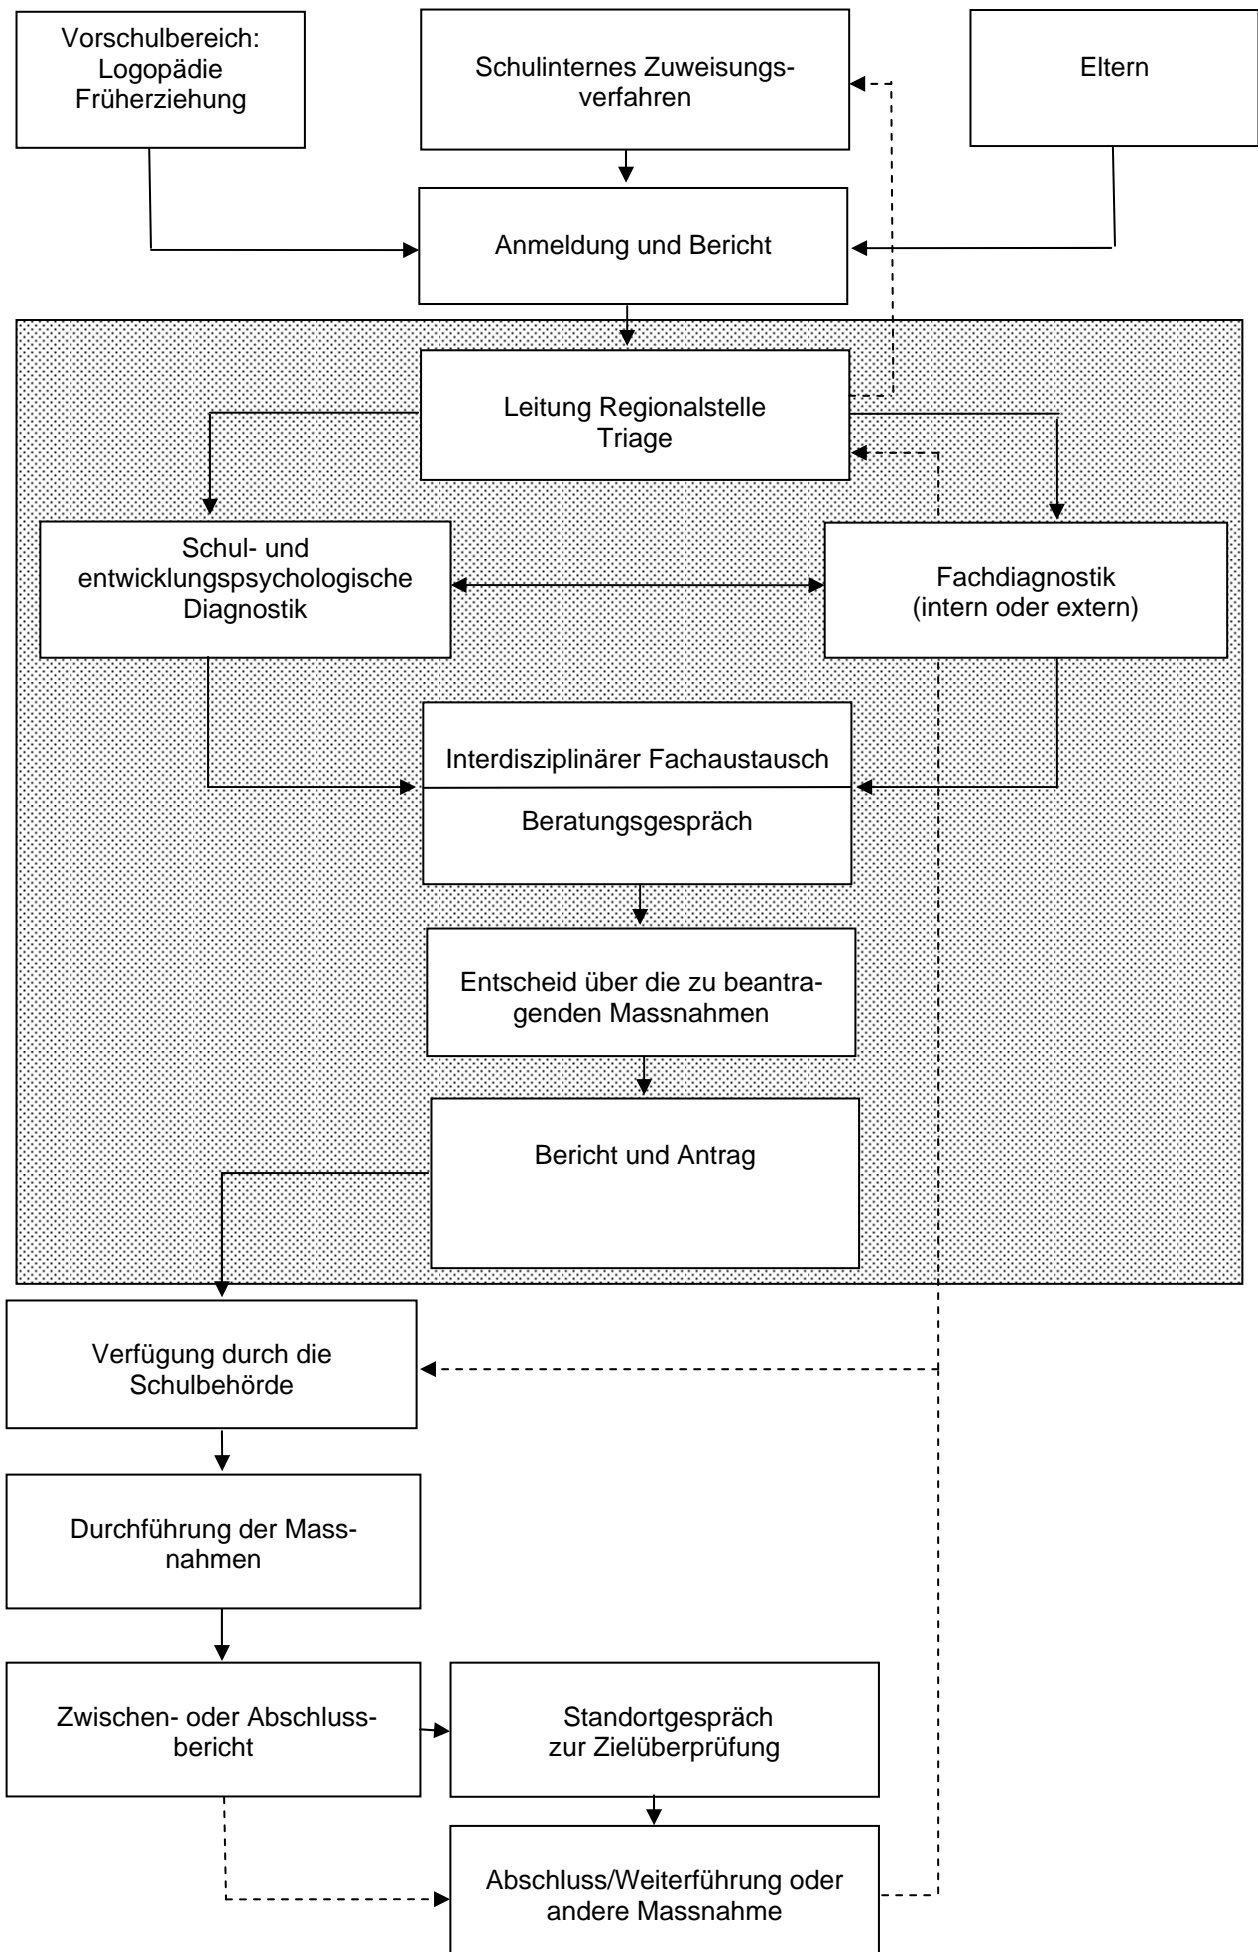 Vorschulbereich:
Logopädie
Früherziehung
Schulinternes Zuweisungs-
verfahren
Eltern
Anmeldung und Bericht
Leitung Regionalstelle
Triage
Schul- und
entwicklungspsychologische
Diagnostik
Fachdiagnostik
(intern oder extern)
Interdisziplinärer Fachaustausch
Beratungsgespräch
Entscheid über die zu beantra-
genden Massnahmen
Bericht und Antrag
Verfügung durch die
Schulbehörde
Durchführung der Mass-
nahmen
Zwischen- oder Abschluss-
bericht
Standortgespräch
zur Zielüberprüfung
Abschluss/Weiterführung oder
andere Massnahme